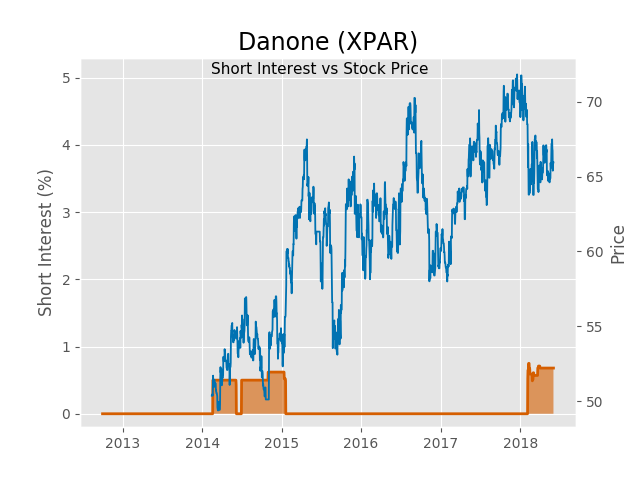 Danone (XPAR)
Short Interest vs Stock Price
Short Interest (%)
5
4
3
2
1
0
70
65
60
55
50
Price
2013 2014 2015 2016 2017 2018